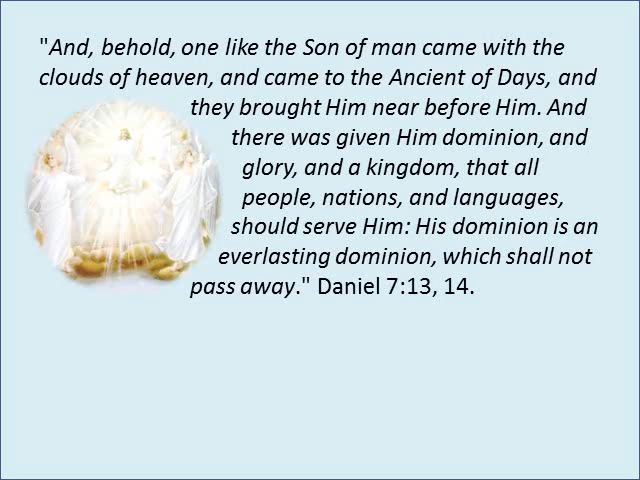 "And, behold, one like the Son of man came with the
clouds of heaven, and came to the Ancient of Days, and
they brought Him near before Him. And
there was given Him dominion, and
glory, and a kingdom, that all
people, nations, and languages,
should serve Him: His dominion is an
everlasting dominion, which shall not
pass away." Daniel 7:13, 14.